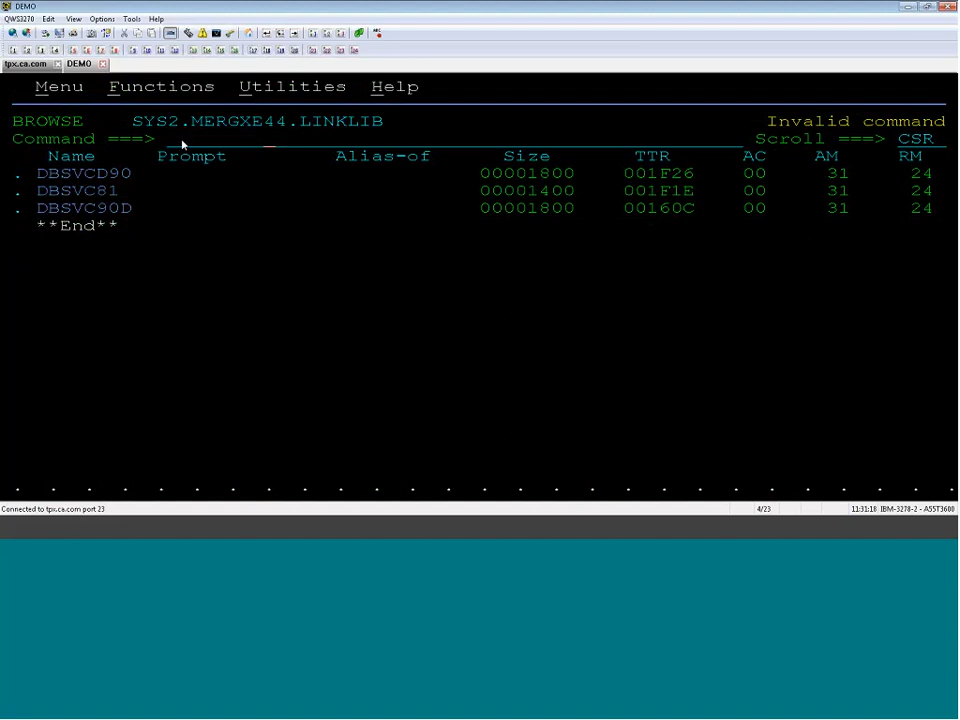 DEMO
QWS3270 Edit View Options Tools Help
tpx.ca.com DEMO
Menu Functions Utilities Help
BROWSE SYS2.MERGXE44.LINKLIB Invalid command
Command ===> Scroll ===> CSR
Name Prompt Alias-of Size TTR AC AM RM
. DBSVCD90 00001800 001F26 00 31 24
. DBSVC81 00001400 001F1E 00 31 24
. DBSVC90D 00001800 00160C 00 31 24
**End**
. . . . . . . . . . . . . . . . . . . . . . . . . . .
Connected to tpx.ca.com port 23 4/23 11:31:18 IBM-3278-2 - A55T3600